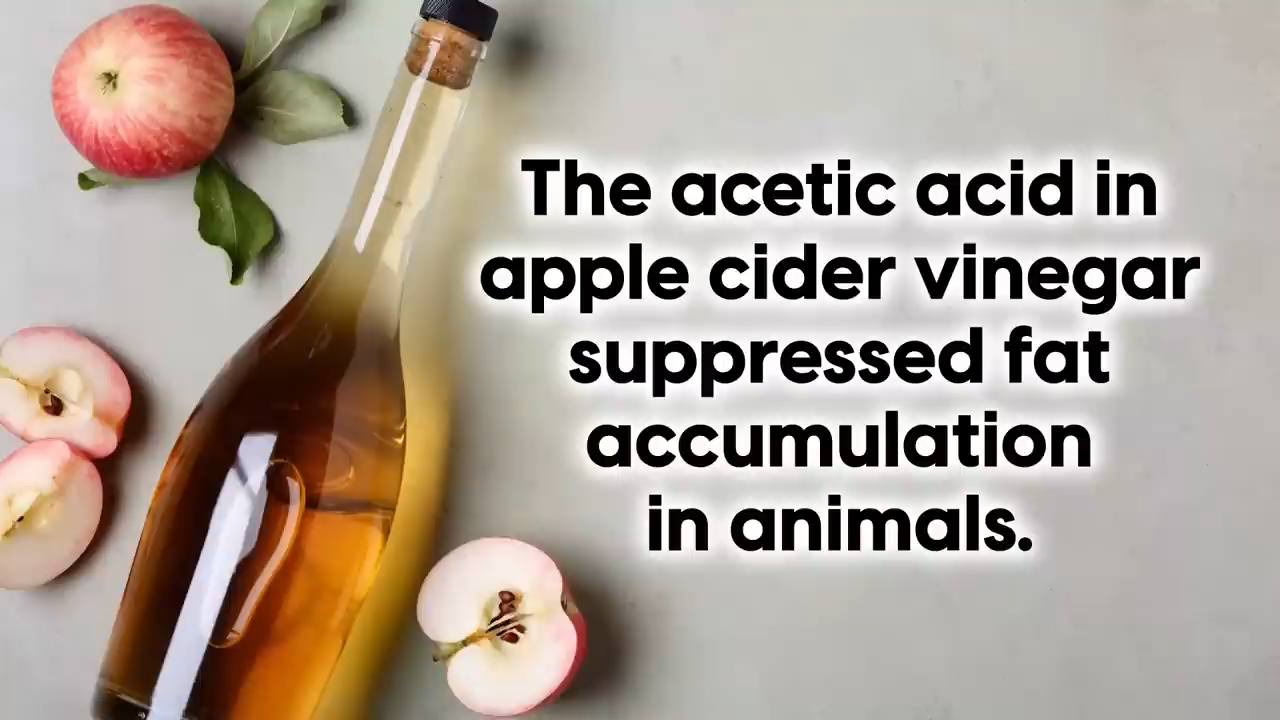 The acetic acid in
apple cider vinegar
suppressed fat
accumulation
in animals.